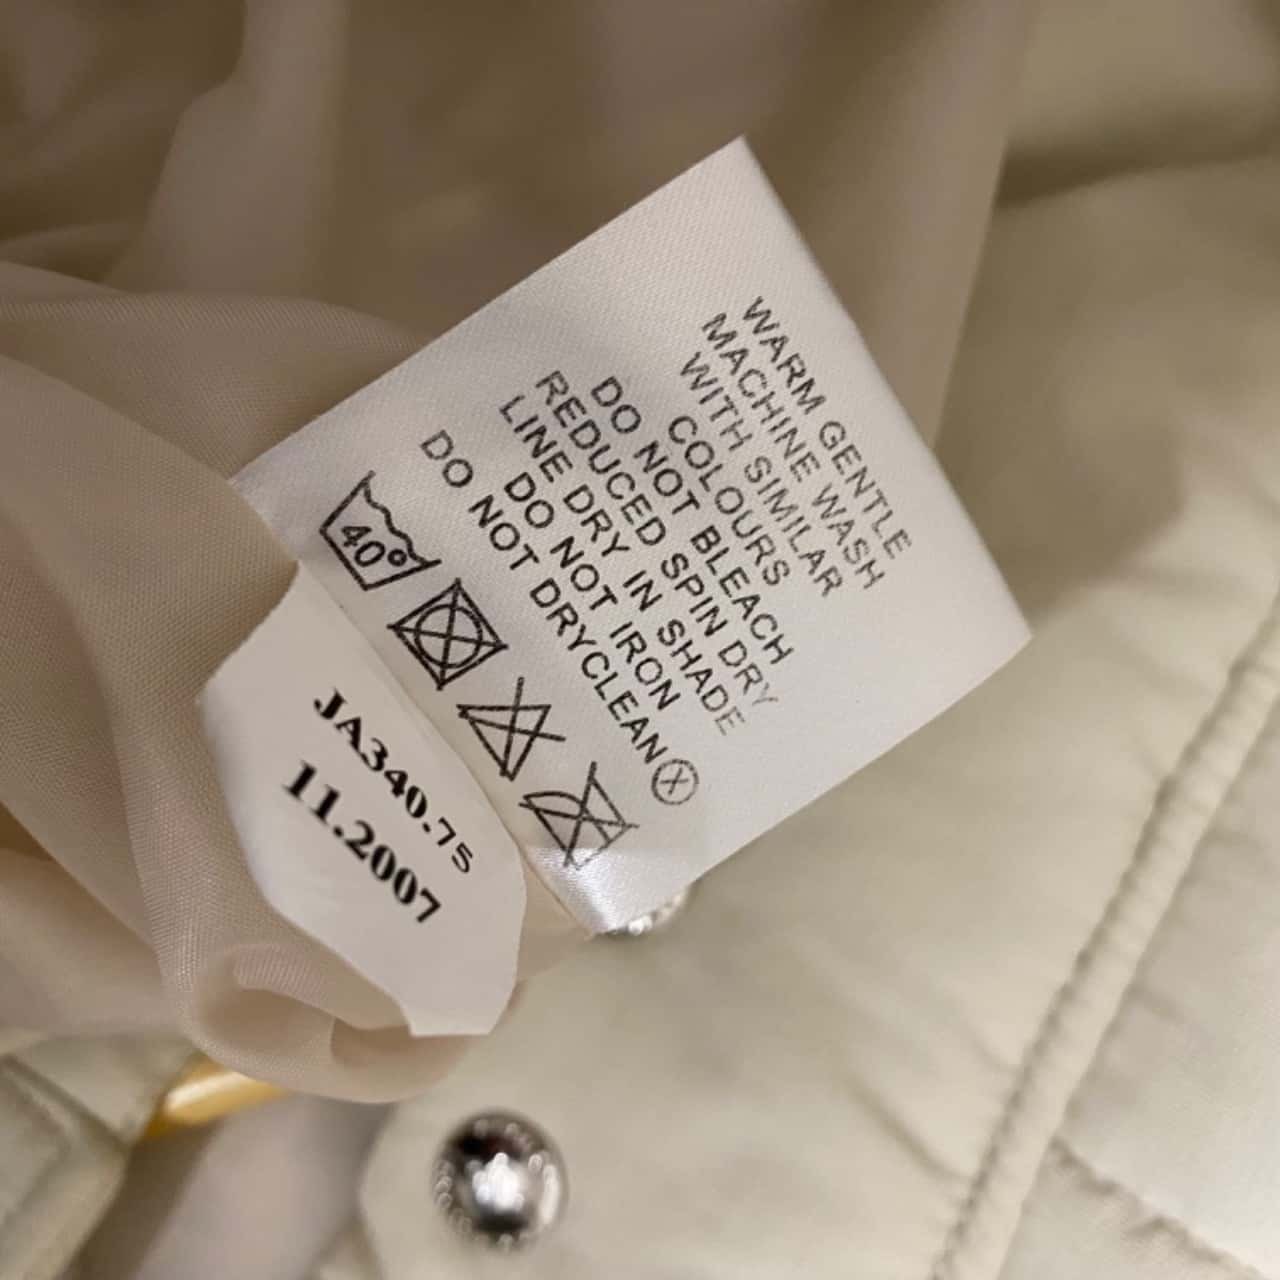 WARM GENTLE
MACHINE WASH
WITH SIMILAR
COLOURS
DO NOT BLEACH
REDUCED SPIN DRY
LINE DRY IN SHADE
DO NOT IRON
DO NOT DRYCLEAN Ⓧ
40°
JA340.75
11.2007